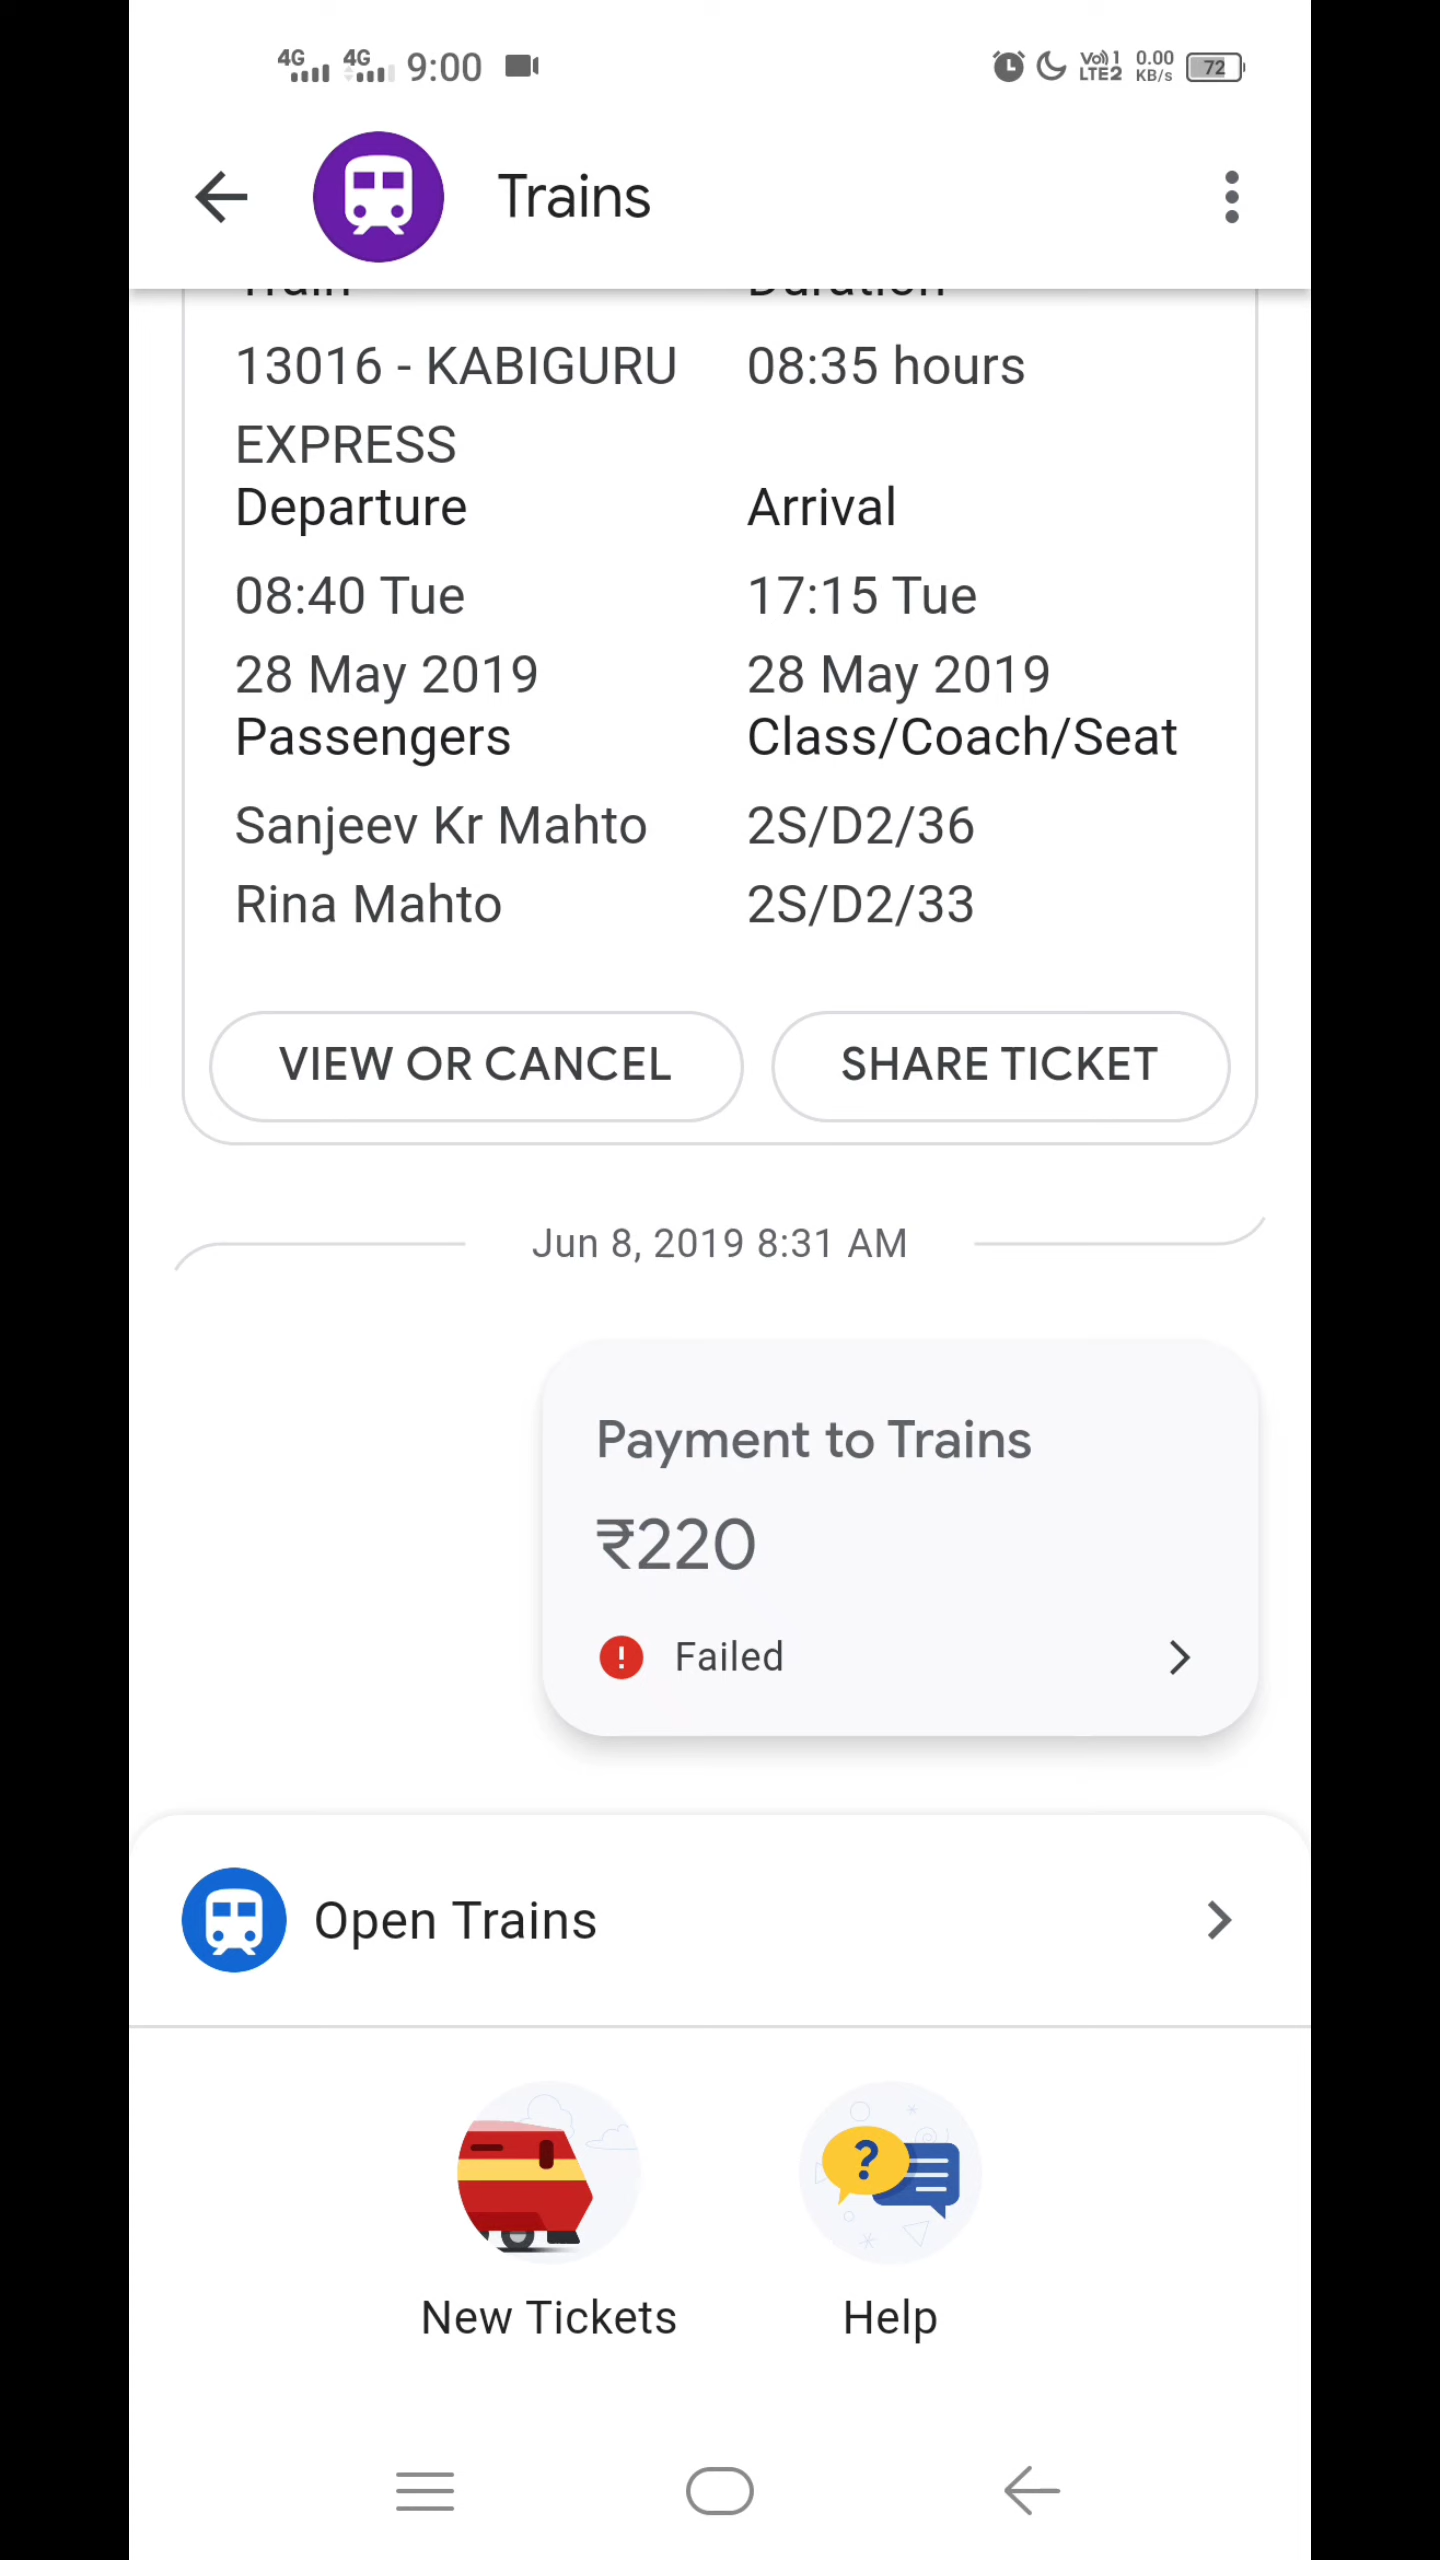 4G 4G 9:00 Vo)) 1 LTE2 0.00 KB/s 72
Trains
Train Duration
13016 - KABIGURU 08:35 hours
EXPRESS
Departure Arrival
08:40 Tue 17:15 Tue
28 May 2019 28 May 2019
Passengers Class/Coach/Seat
Sanjeev Kr Mahto 2S/D2/36
Rina Mahto 2S/D2/33
VIEW OR CANCEL SHARE TICKET
Jun 8, 2019 8:31 AM
Payment to Trains
₹220
! Failed
Open Trains
?
New Tickets Help